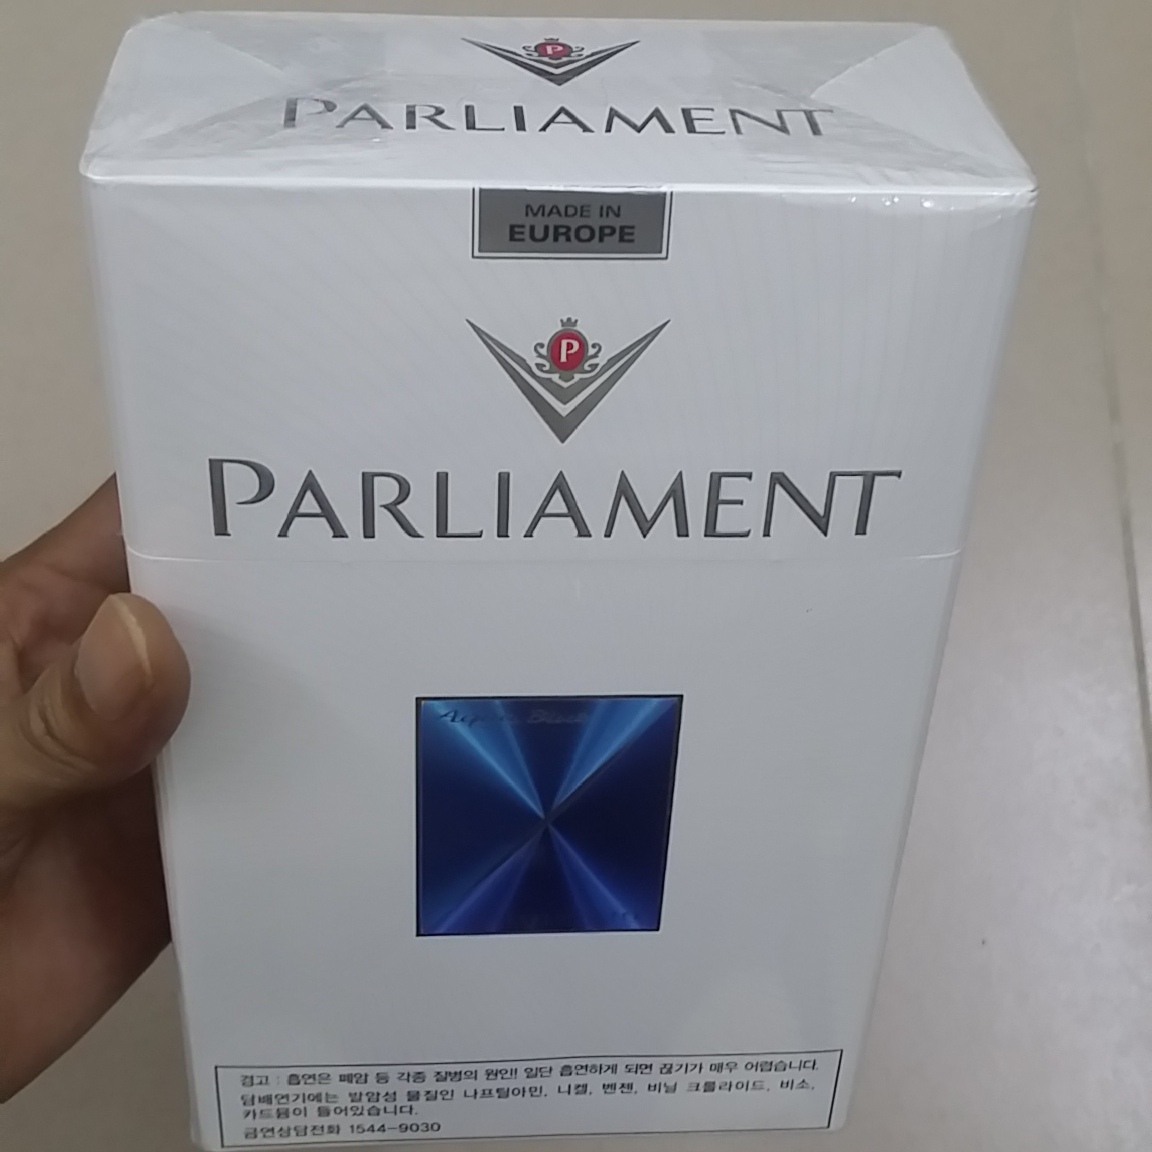 P
PARLIAMENT
MADE IN
EUROPE
P
PARLIAMENT
경고 : 흡연은 폐암 등 각종 질병의 원인! 일단 흡연하게 되면 끊기가 매우 어렵습니다.
담배연기에는 발암성 물질인 나프틸아민, 니켈, 벤젠, 비닐 크롤라이드, 비소,
카드뮴이 들어있습니다.
금연상담전화 1544-9030